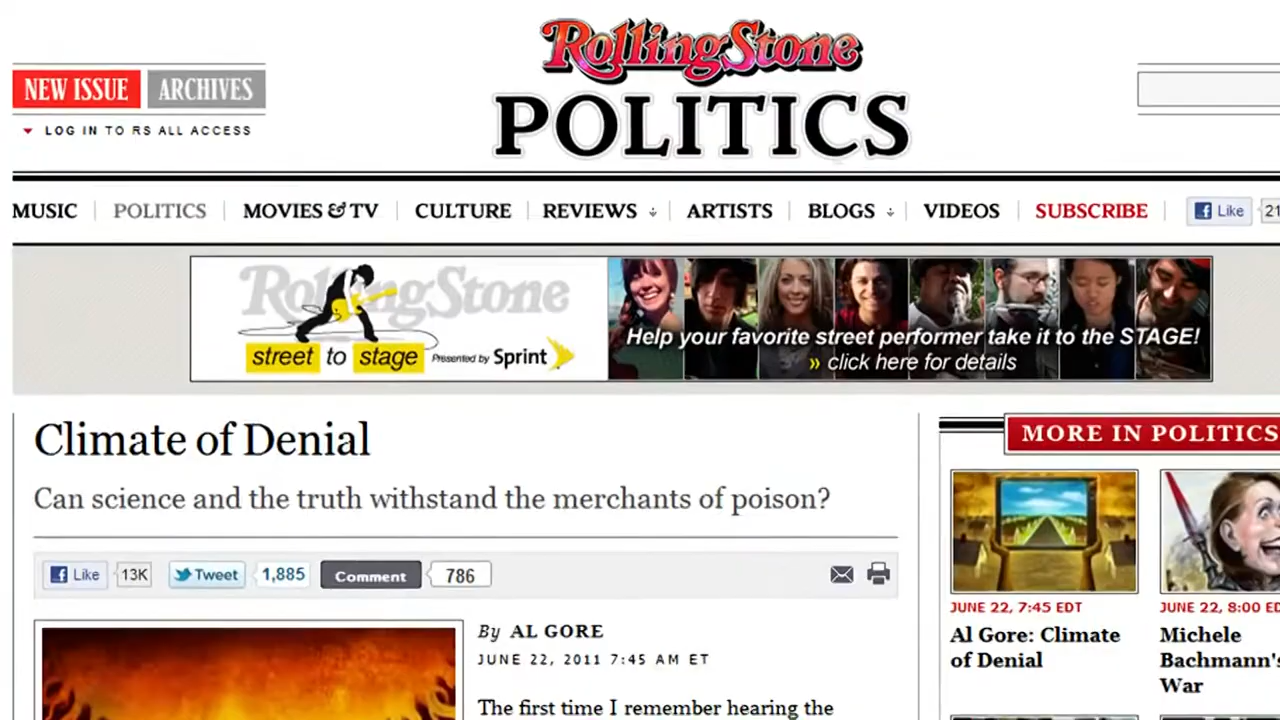 RollingStone
POLITICS
NEW ISSUE ARCHIVES
LOG IN TO RS ALL ACCESS
MUSIC POLITICS MOVIES & TV CULTURE REVIEWS ARTISTS BLOGS VIDEOS SUBSCRIBE Like 21
RollingStone
street to stage Presented by Sprint
Help your favorite street performer take it to the STAGE!
» click here for details
Climate of Denial
Can science and the truth withstand the merchants of poison?
Like 13K Tweet 1,885 Comment 786
By AL GORE
JUNE 22, 2011 7:45 AM ET
The first time I remember hearing the
MORE IN POLITICS
JUNE 22, 7:45 EDT
Al Gore: Climate
of Denial
JUNE 22, 8:00 ED
Michele
Bachmann's
War